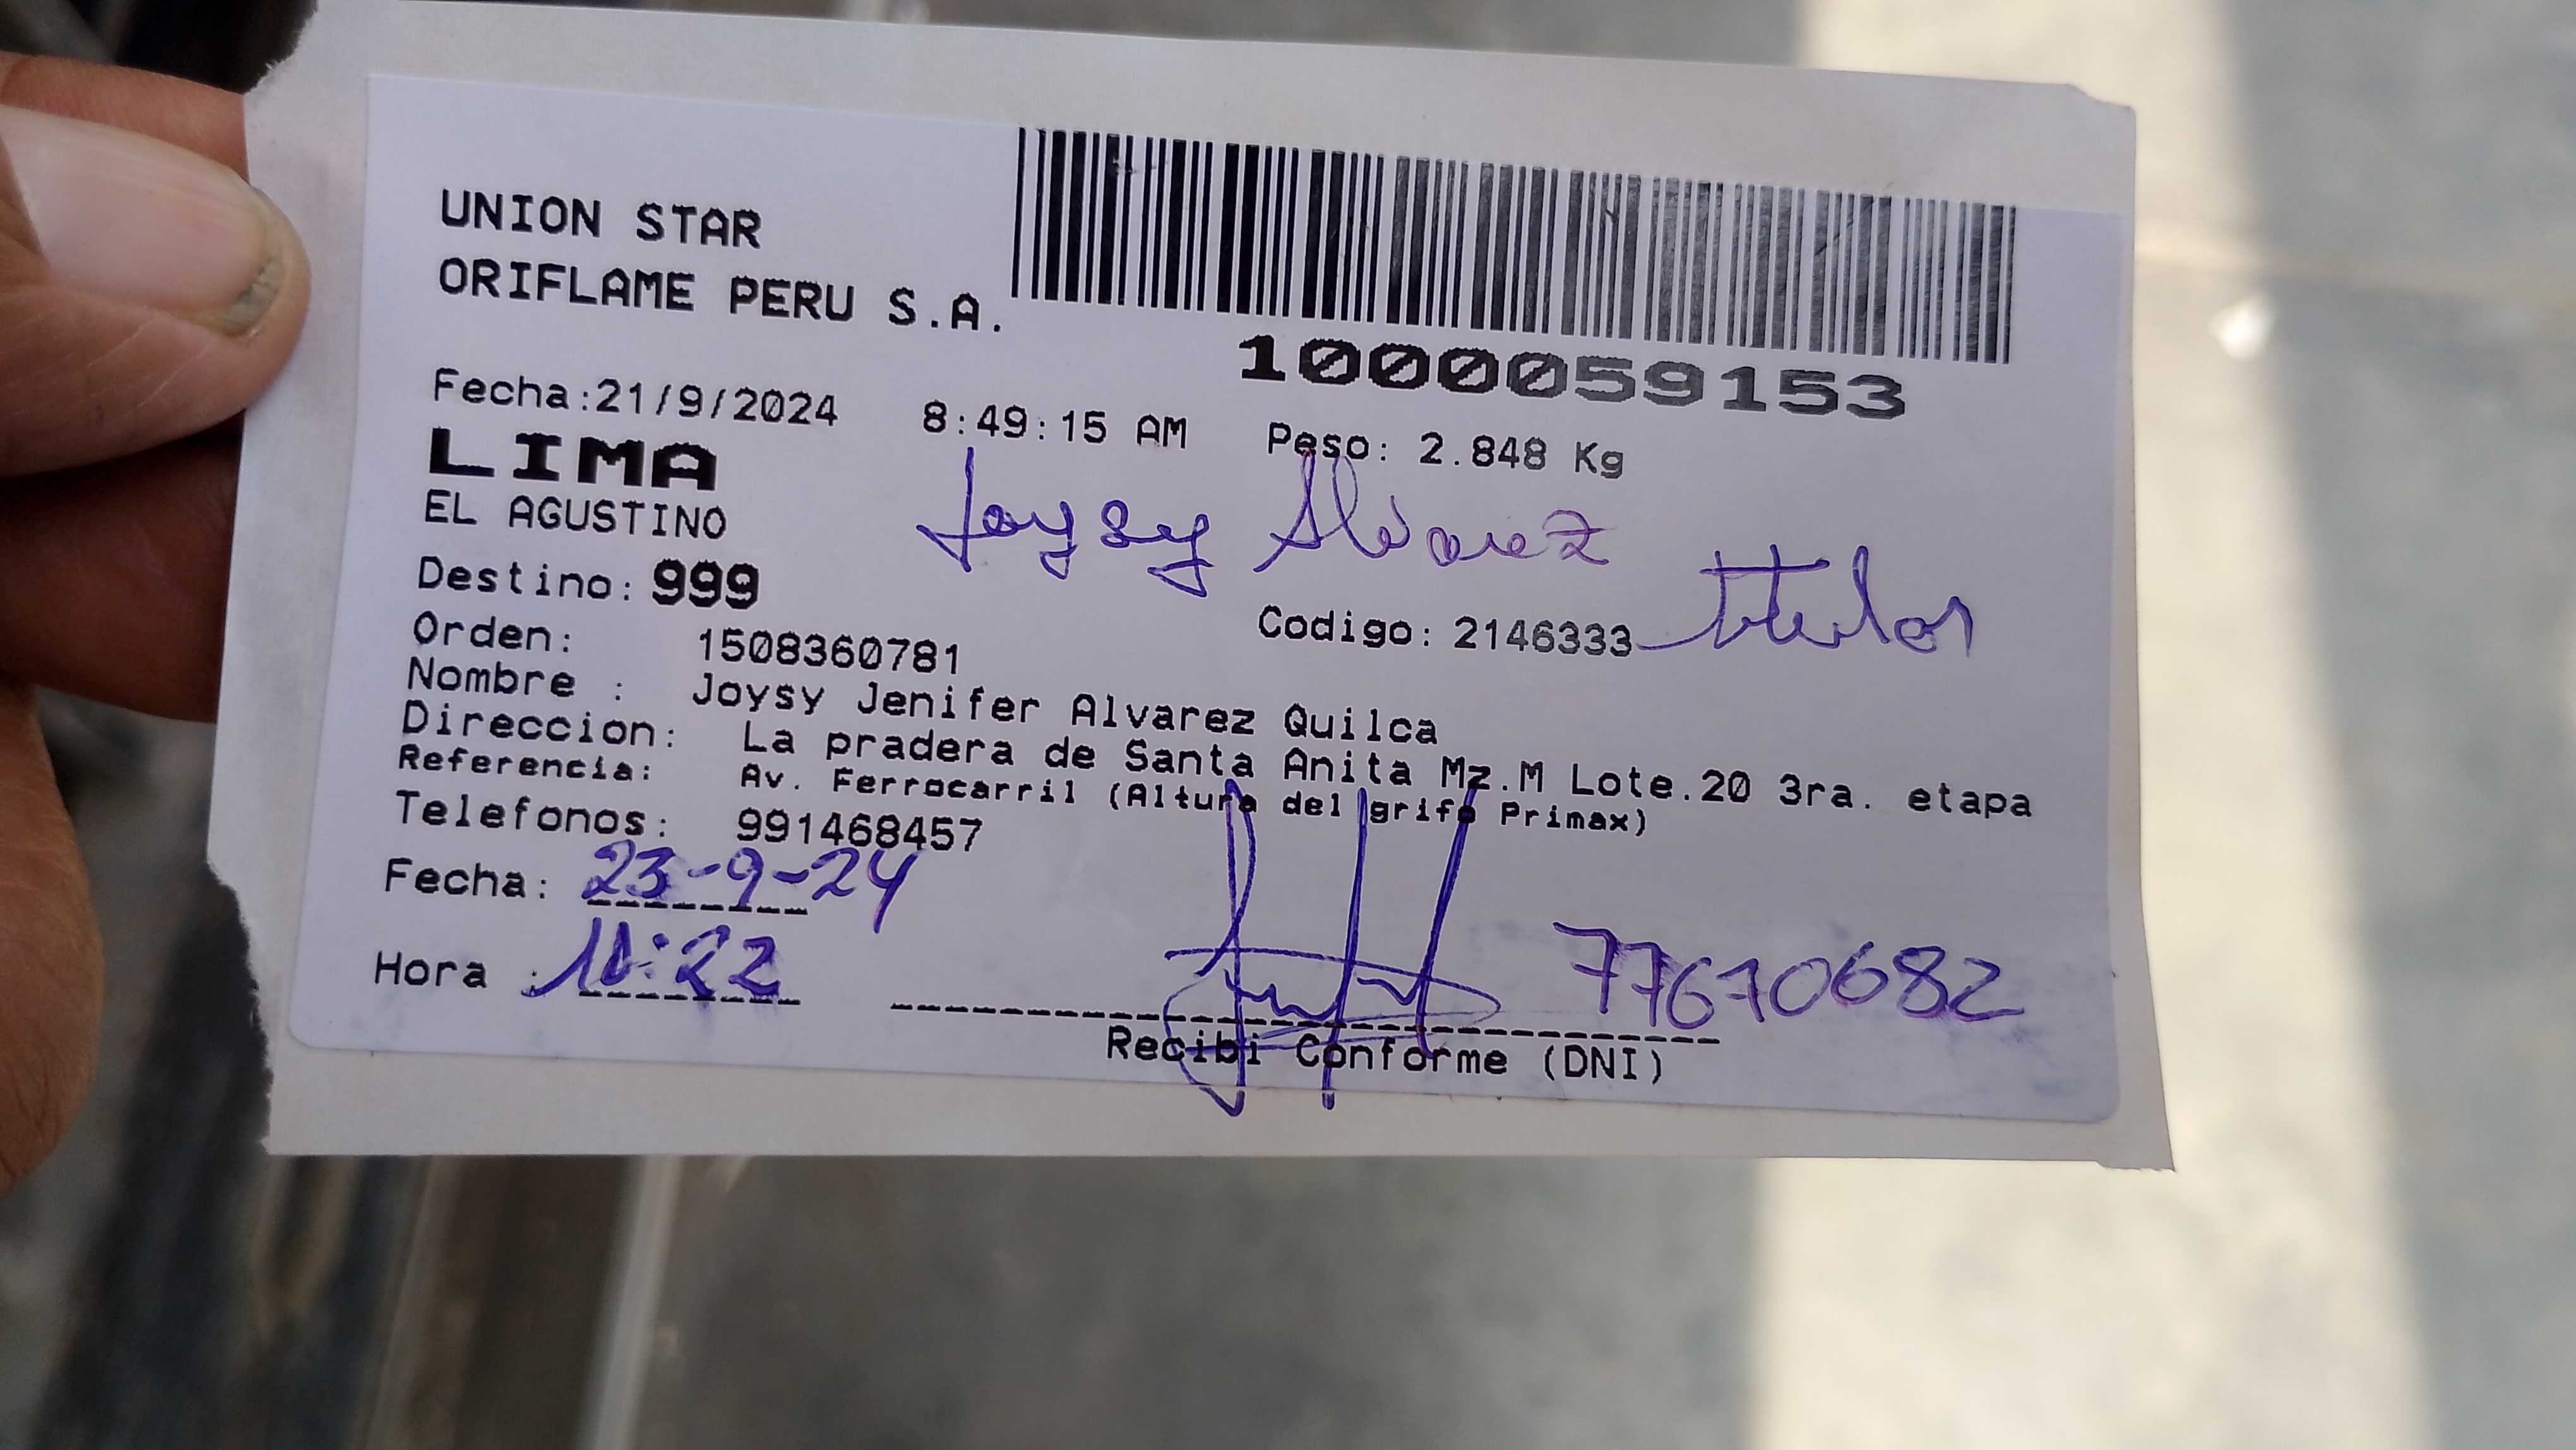 UNION STAR
ORIFLAME PERU S.A.
1000059153
Fecha:21/9/2024 8:49:15 AM Peso: 2.848 Kg
LIMA
EL AGUSTINO
Joysy Alvarez
Destino: 999
titular
Orden: 1508360781 Codigo: 2146333
Nombre : Joysy Jenifer Alvarez Quilca
Direccion: La pradera de Santa Anita Mz.M Lote.20 3ra. etapa
Referencia: Av. Ferrocarril (Altura del grifo Primax)
Telefonos: 991468457
Fecha: 23-9-24
Hora : 11:22
77670682
Recibi Conforme (DNI)